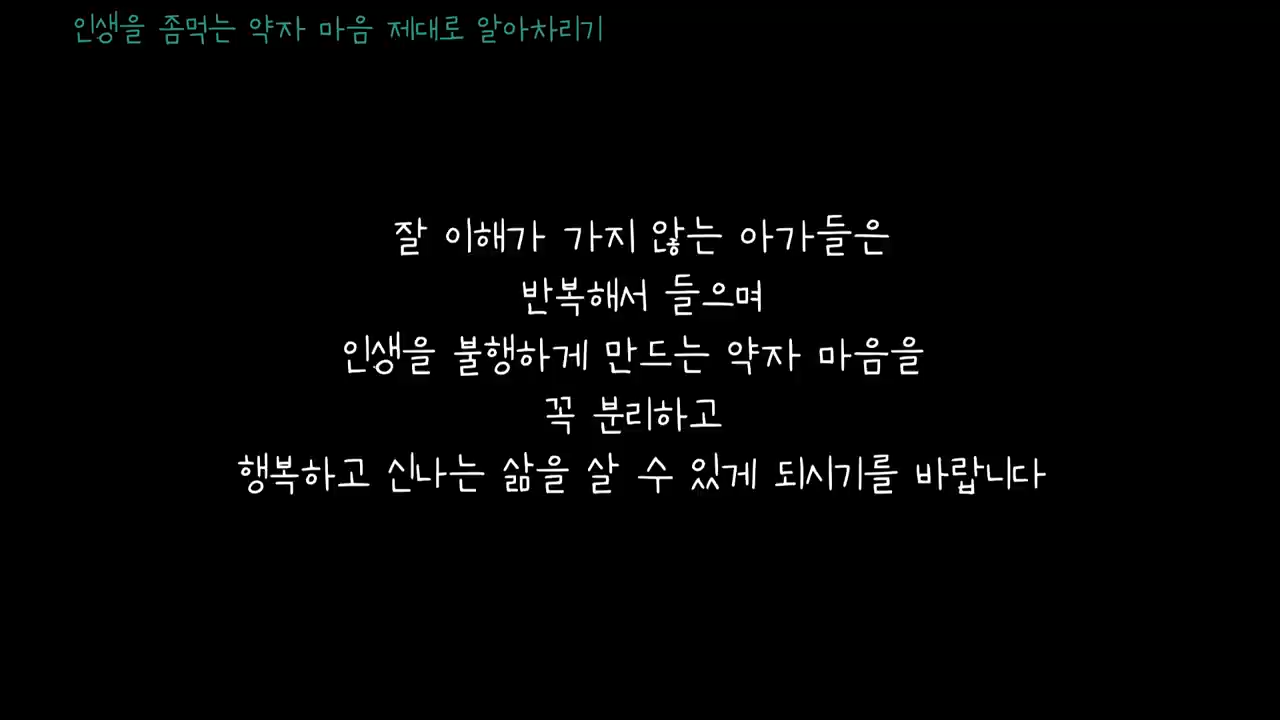 인생을 좀먹는 약자 마음 제대로 알아차리기
잘 이해가 가지 않는 아가들은
반복해서 들으며
인생을 불행하게 만드는 약자 마음을
꼭 분리하고
행복하고 신나는 삶을 살 수 있게 되시기를 바랍니다